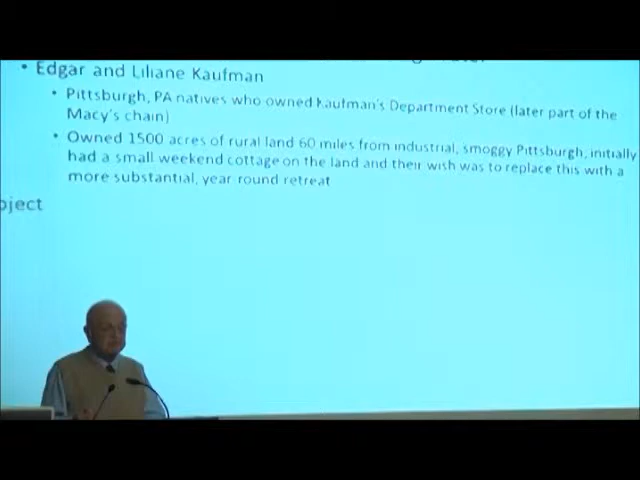 • Edgar and Liliane Kaufman
• Pittsburgh, PA natives who owned Kaufman's Department Store (later part of the
Macy's chain)
• Owned 1500 acres of rural land 60 miles from industrial, smoggy Pittsburgh, initially
had a small weekend cottage on the land and their wish was to replace this with a
more substantial, year round retreat
oject